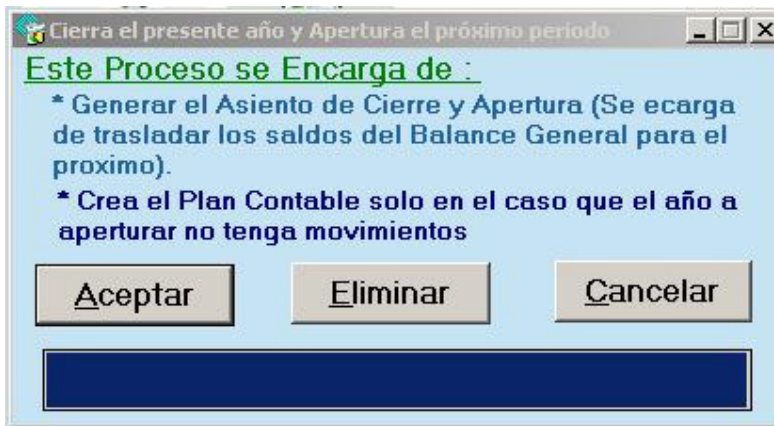 Cierra el presente año y Apertura el próximo periodo
Este Proceso se Encarga de :
* Generar el Asiento de Cierre y Apertura (Se ecarga
de trasladar los saldos del Balance General para el
proximo).
* Crea el Plan Contable solo en el caso que el año a
aperturar no tenga movimientos
Aceptar
Eliminar
Cancelar